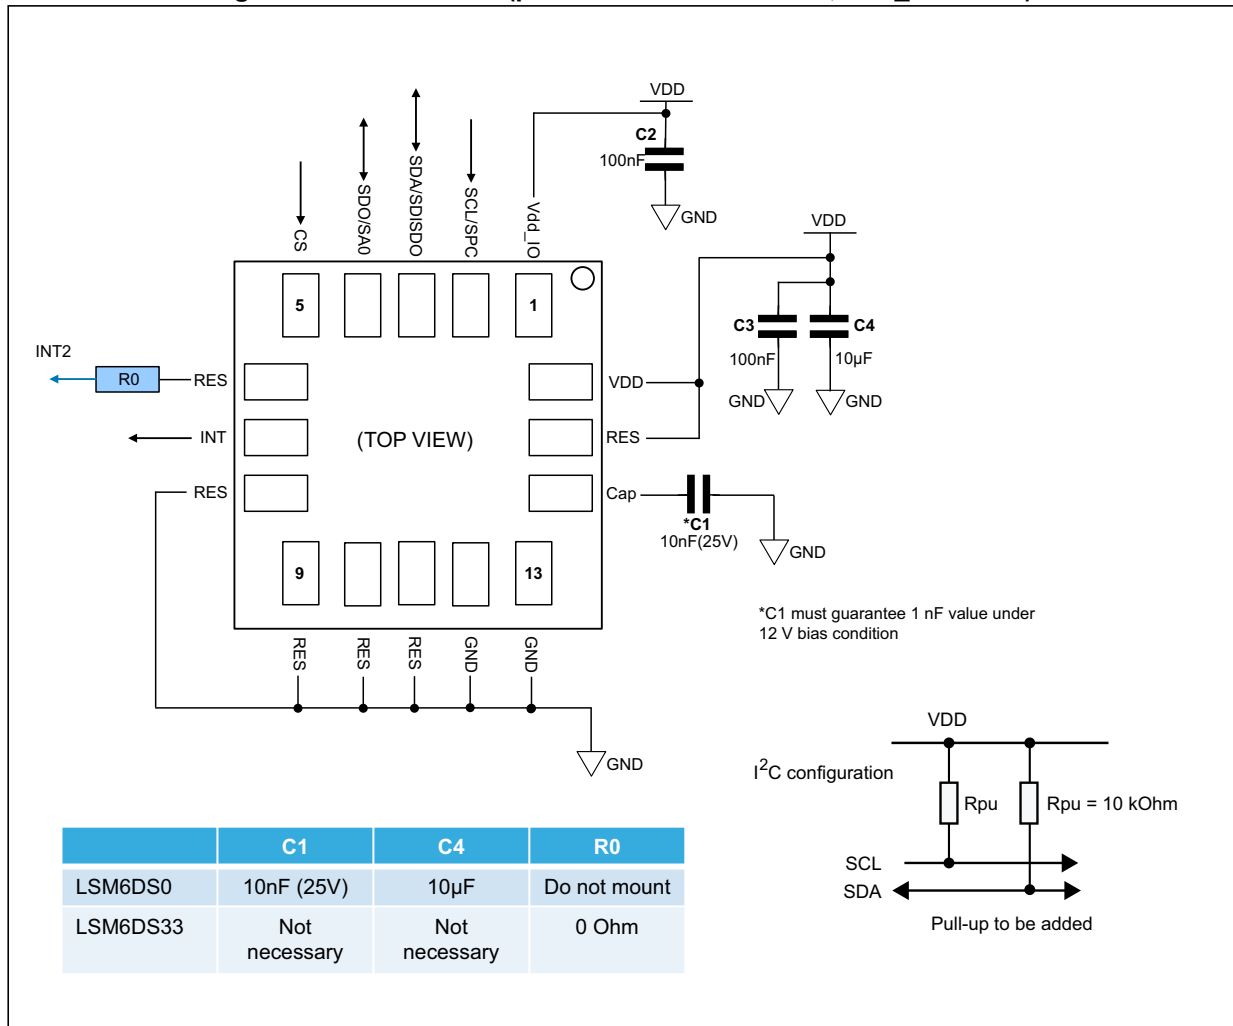 VDD
C2
100nF
GND
CS
SDO/SA0
SDA/SDISDO
SCL/SPC
Vdd_IO
VDD
C3
C4
100nF
10µF
GND
GND
5
1
INT2
R0
RES
INT
RES
(TOP VIEW)
VDD
RES
Cap
*C1
10nF(25V)
GND
9
13
RES
RES
RES
GND
GND
GND
*C1 must guarantee 1 nF value under
12 V bias condition
VDD
I²C configuration
Rpu
Rpu = 10 kOhm
SCL
SDA
Pull-up to be added
C1 C4 R0
LSM6DS0 10nF (25V) 10µF Do not mount
LSM6DS33 Not necessary Not necessary 0 Ohm